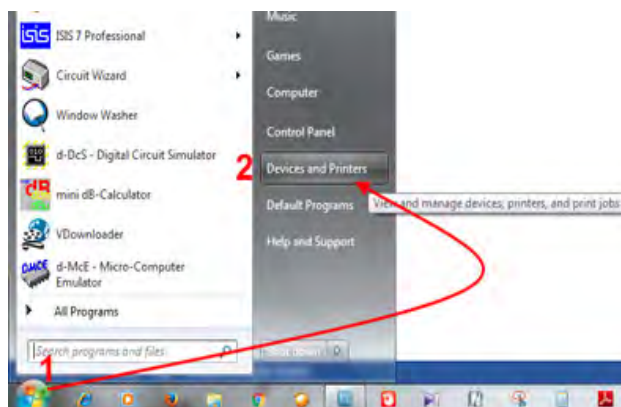 Music
isis ISIS 7 Professional
Games
Circuit Wizard
Computer
Window Washer
Control Panel
d-DcS - Digital Circuit Simulator
2
Devices and Printers
mini dB-Calculator
Default Programs
View and manage devices, printers, and print jobs
VDownloader
Help and Support
d-McE - Micro-Computer
Emulator
All Programs
Search programs and files
1